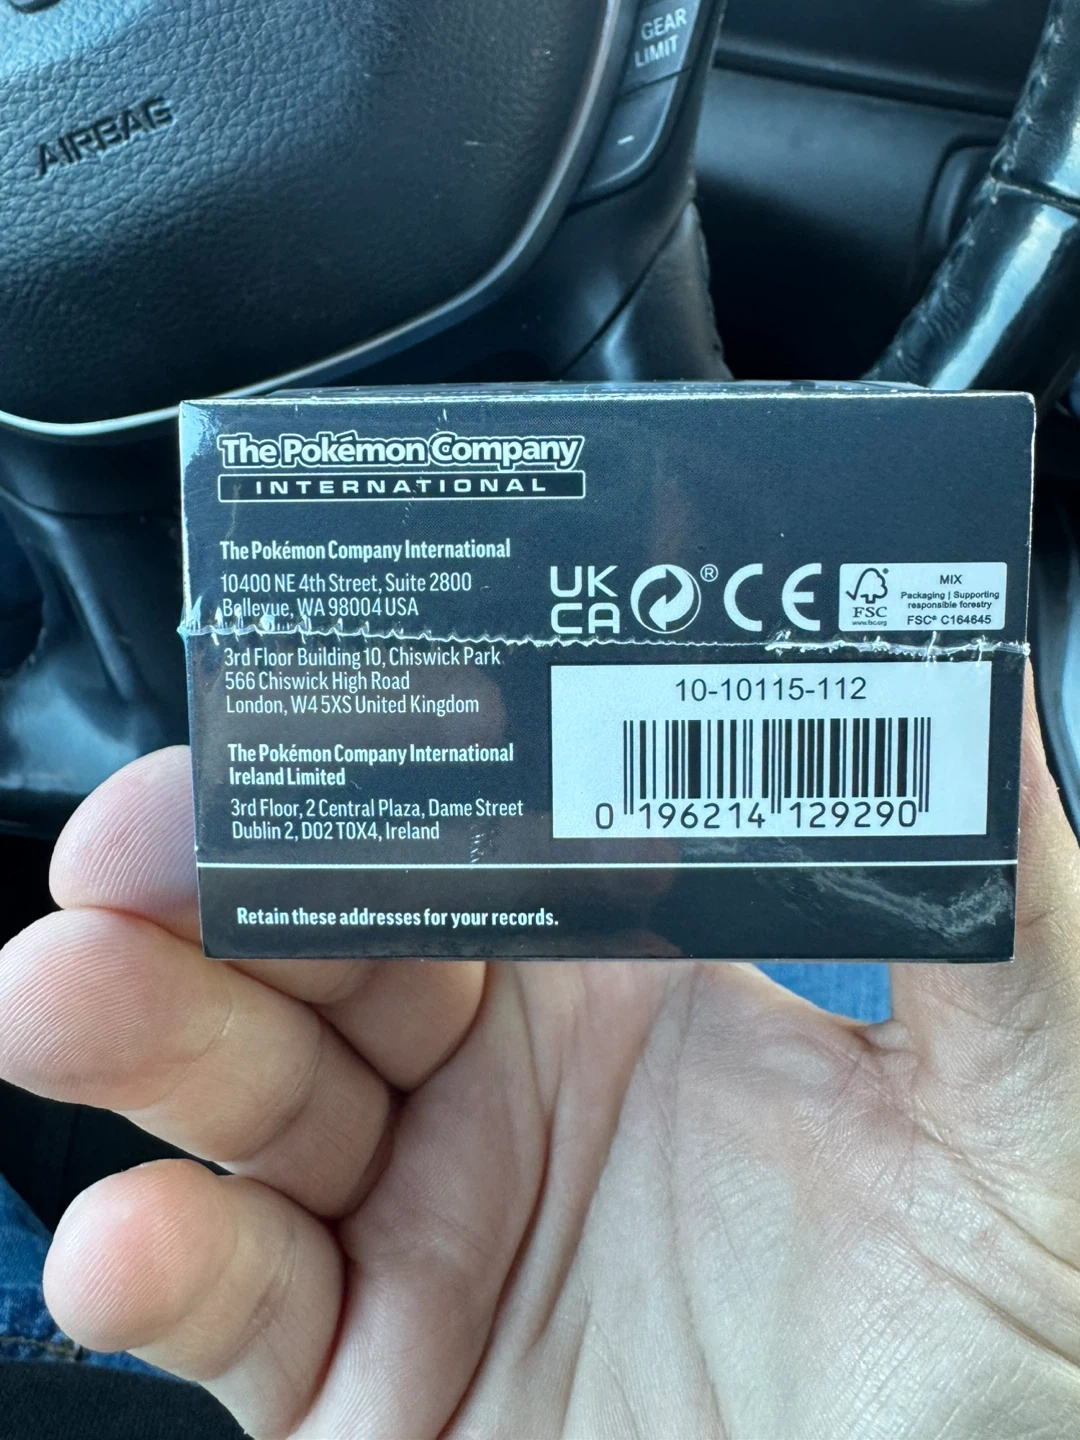 AIRBAG
GEAR
LIMIT
–
The Pokémon Company
INTERNATIONAL
The Pokémon Company International
10400 NE 4th Street, Suite 2800
Bellevue, WA 98004 USA
3rd Floor Building 10, Chiswick Park
566 Chiswick High Road
London, W4 5XS United Kingdom
The Pokémon Company International
Ireland Limited
3rd Floor, 2 Central Plaza, Dame Street
Dublin 2, D02 T0X4, Ireland
UK
CA
®
CE
FSC
www.fsc.org
MIX
Packaging | Supporting
responsible forestry
FSC® C164645
10-10115-112
0 196214 129290
Retain these addresses for your records.